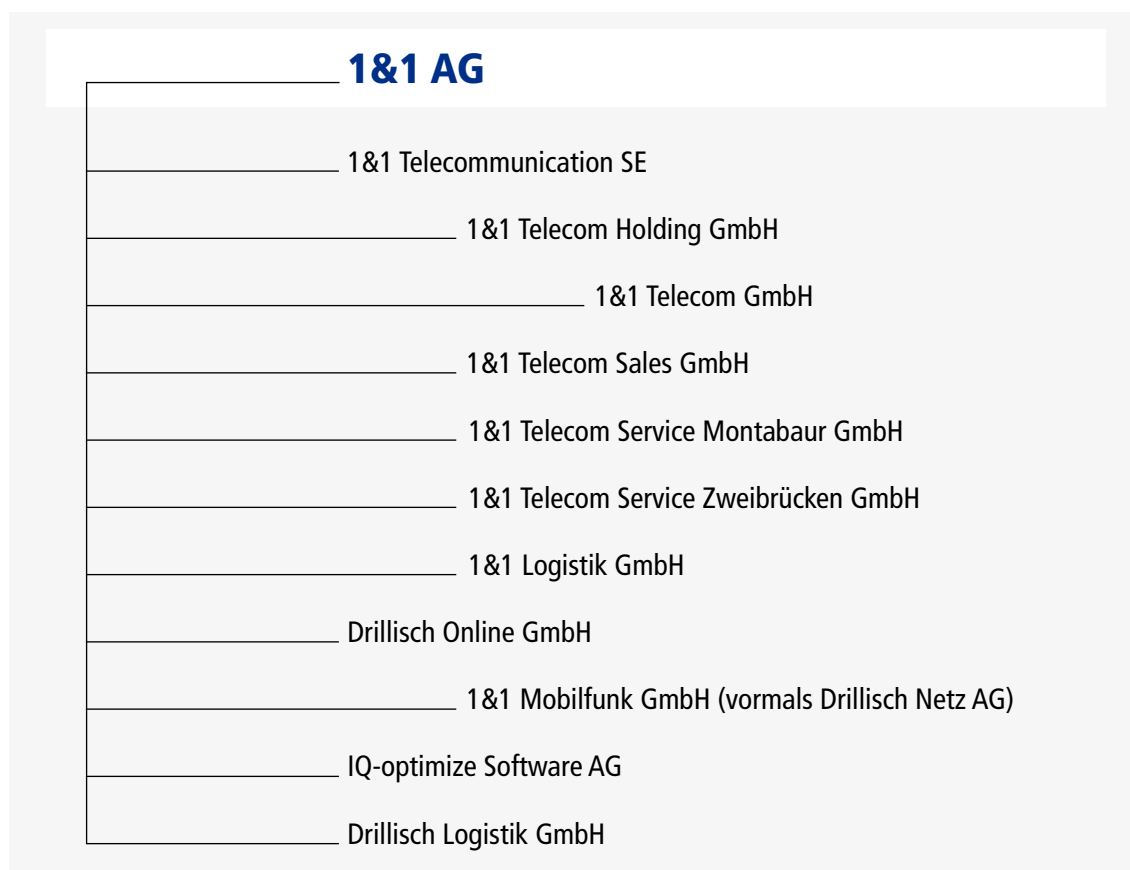 1&1 AG
1&1 Telecommunication SE
1&1 Telecom Holding GmbH
1&1 Telecom GmbH
1&1 Telecom Sales GmbH
1&1 Telecom Service Montabaur GmbH
1&1 Telecom Service Zweibrücken GmbH
1&1 Logistik GmbH
Drillisch Online GmbH
1&1 Mobilfunk GmbH (vormals Drillisch Netz AG)
IQ-optimize Software AG
Drillisch Logistik GmbH